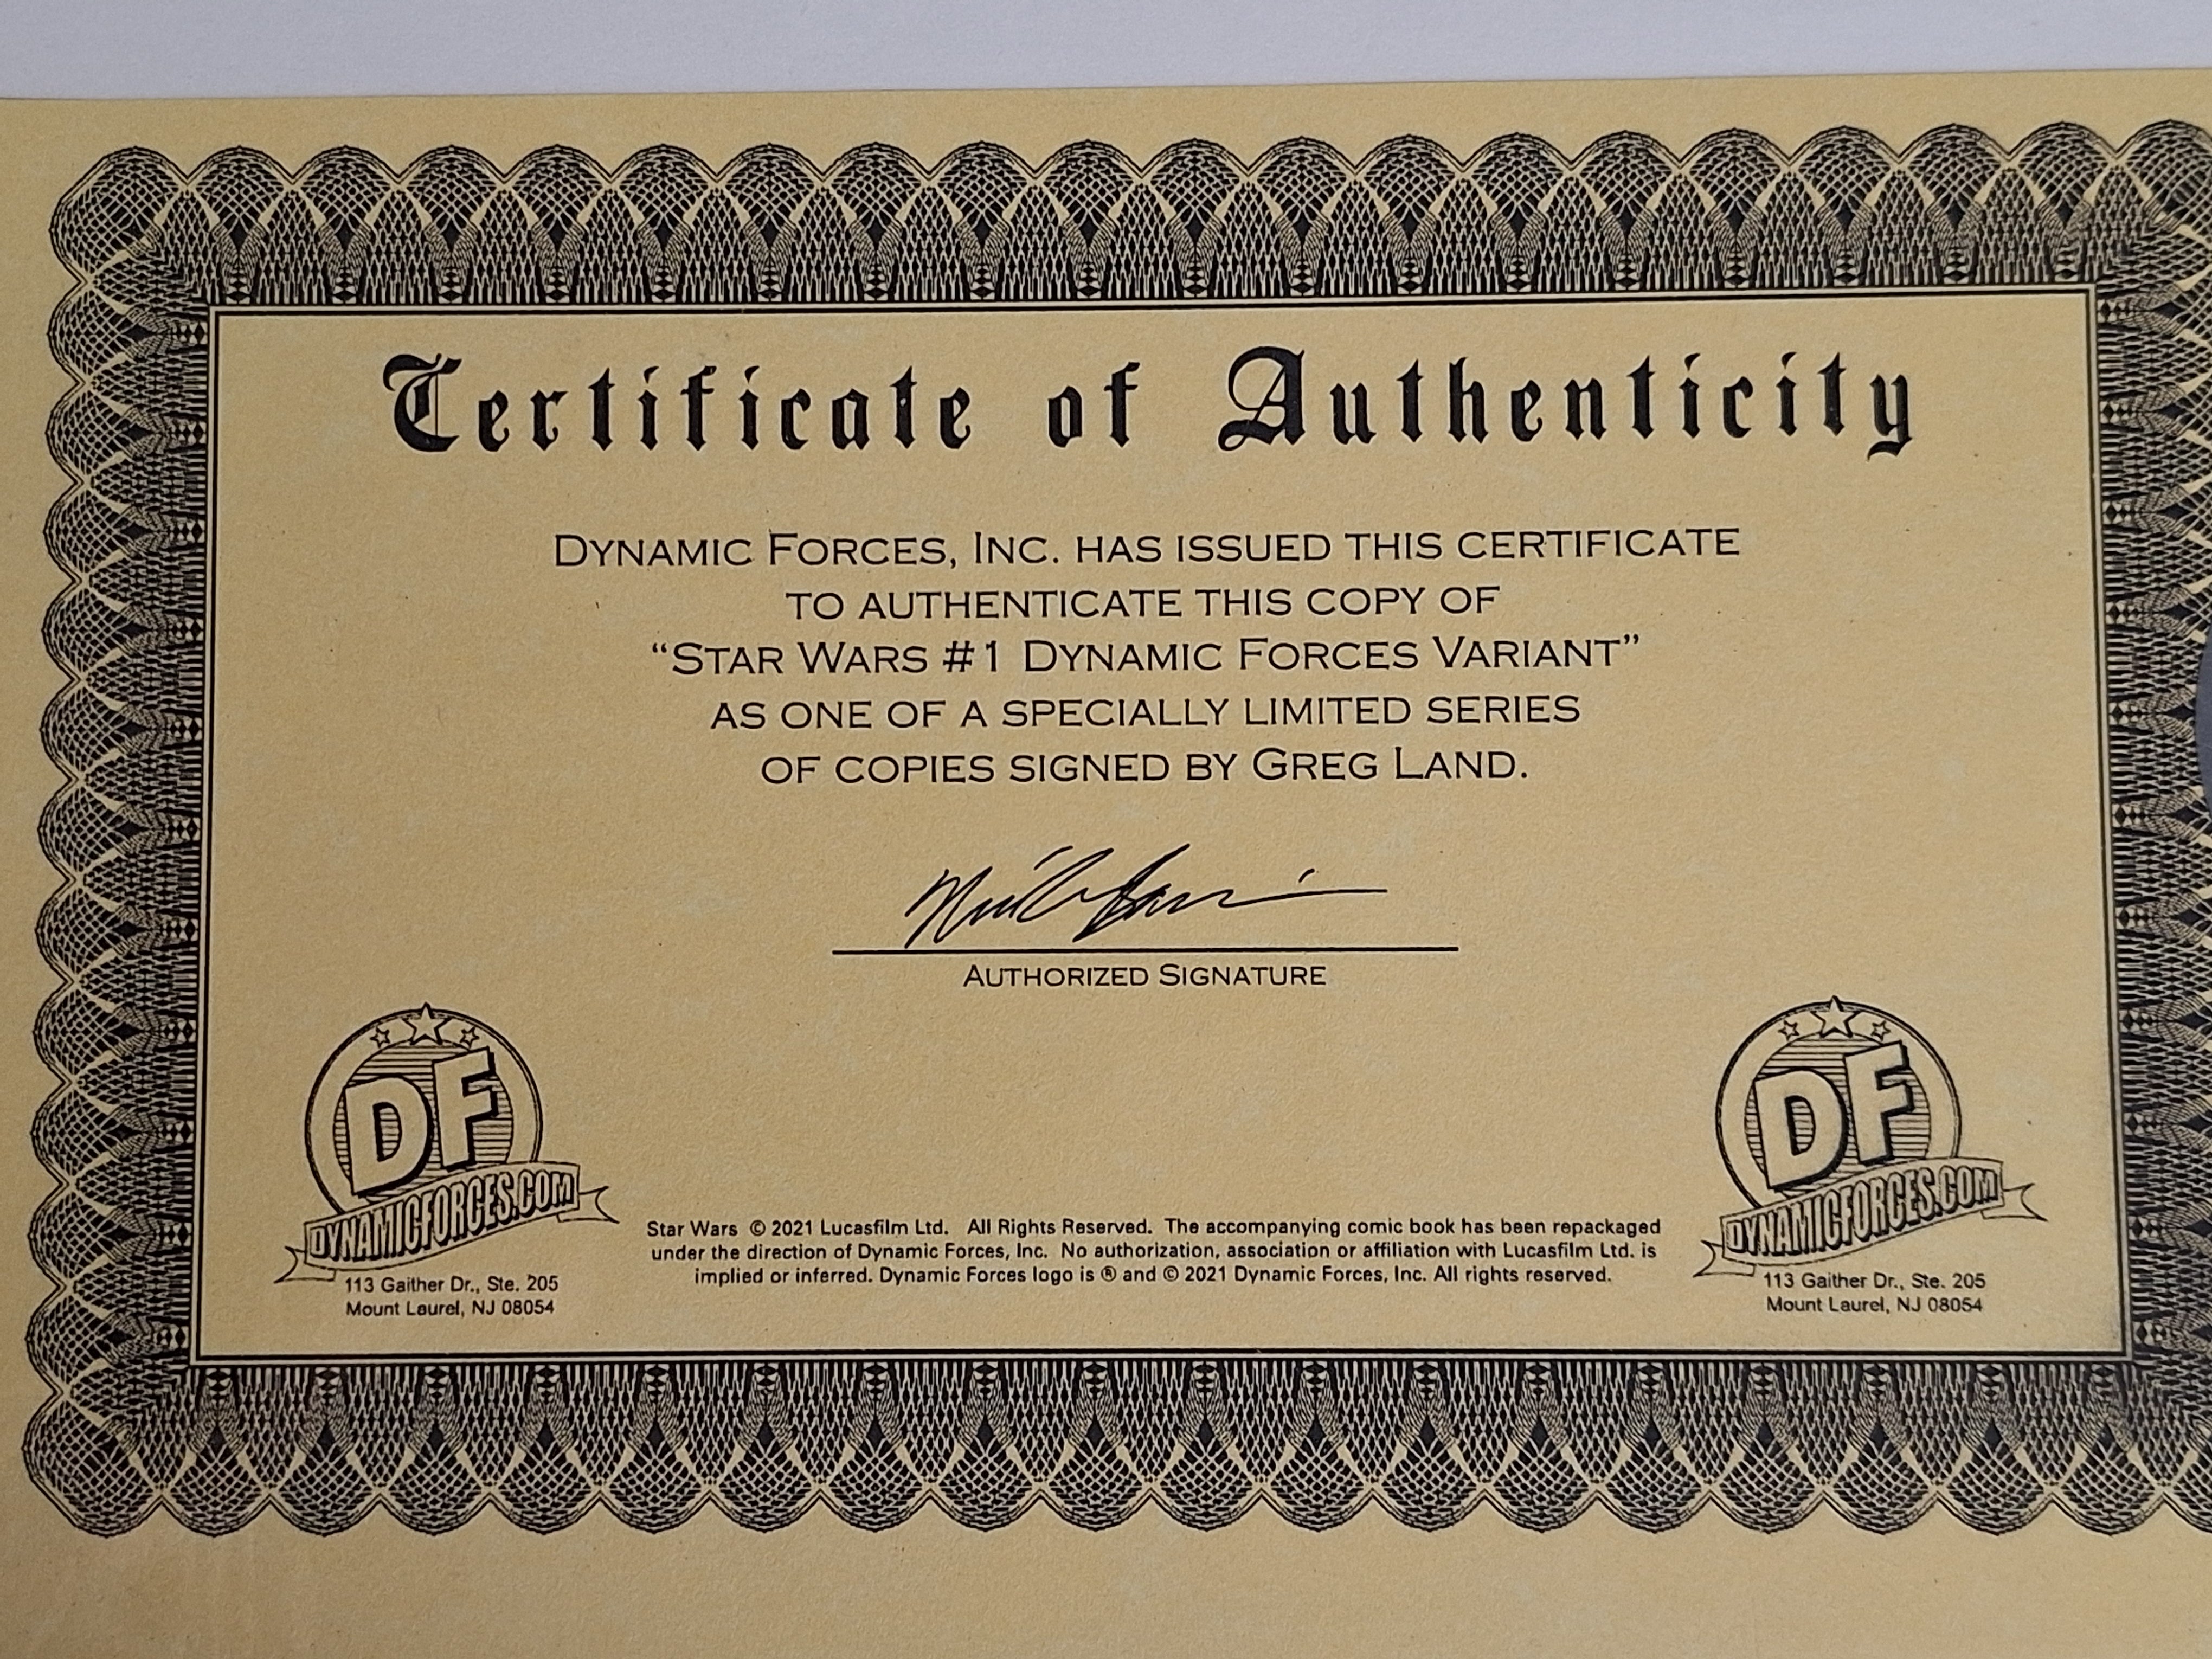 Certificate of Authenticity
DYNAMIC FORCES, INC. HAS ISSUED THIS CERTIFICATE
TO AUTHENTICATE THIS COPY OF
“STAR WARS #1 DYNAMIC FORCES VARIANT”
AS ONE OF A SPECIALLY LIMITED SERIES
OF COPIES SIGNED BY GREG LAND.
AUTHORIZED SIGNATURE
DF
DYNAMICFORCES.COM
113 Gaither Dr., Ste. 205
Mount Laurel, NJ 08054
Star Wars © 2021 Lucasfilm Ltd. All Rights Reserved. The accompanying comic book has been repackaged
under the direction of Dynamic Forces, Inc. No authorization, association or affiliation with Lucasfilm Ltd. is
implied or inferred. Dynamic Forces logo is ® and © 2021 Dynamic Forces, Inc. All rights reserved.
DF
DYNAMICFORCES.COM
113 Gaither Dr., Ste. 205
Mount Laurel, NJ 08054